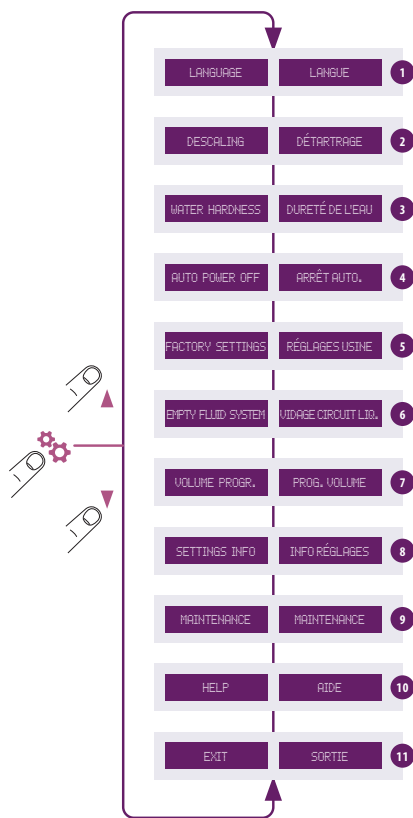 LANGUAGE LANGUE 1
DESCALING DÉTARTRAGE 2
WATER HARDNESS DURETÉ DE L'EAU 3
AUTO POWER OFF ARRÊT AUTO. 4
FACTORY SETTINGS RÉGLAGES USINE 5
EMPTY FLUID SYSTEM VIDAGE CIRCUIT LIQ. 6
VOLUME PROGR. PROG. VOLUME 7
SETTINGS INFO INFO RÉGLAGES 8
MAINTENANCE MAINTENANCE 9
HELP AIDE 10
EXIT SORTIE 11